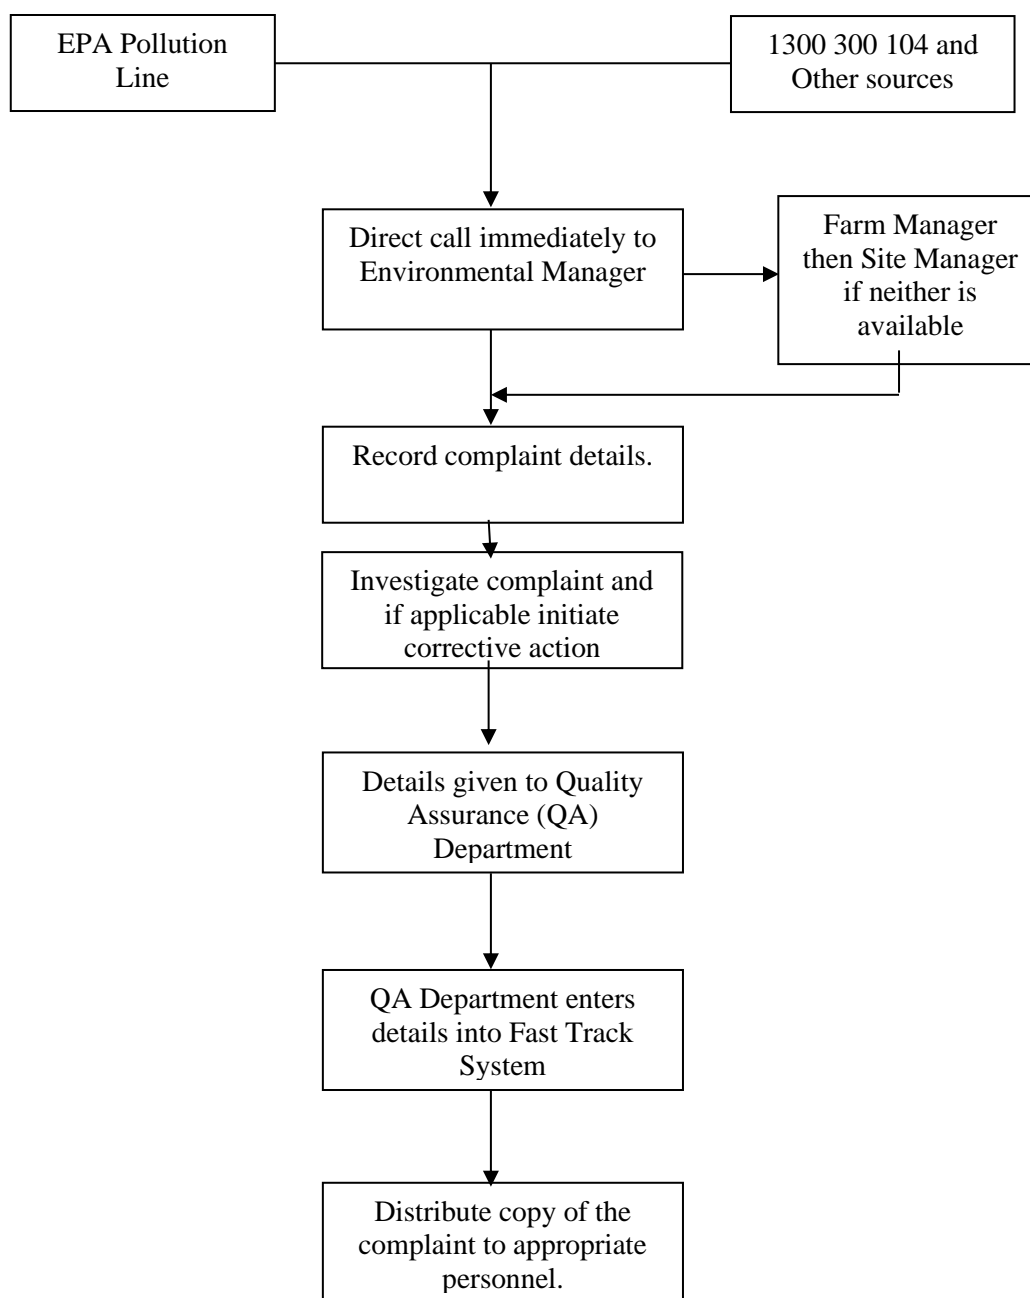 EPA Pollution
Line
1300 300 104 and
Other sources
Direct call immediately to
Environmental Manager
Farm Manager
then Site Manager
if neither is
available
Record complaint details.
Investigate complaint and
if applicable initiate
corrective action
Details given to Quality
Assurance (QA)
Department
QA Department enters
details into Fast Track
System
Distribute copy of the
complaint to appropriate
personnel.